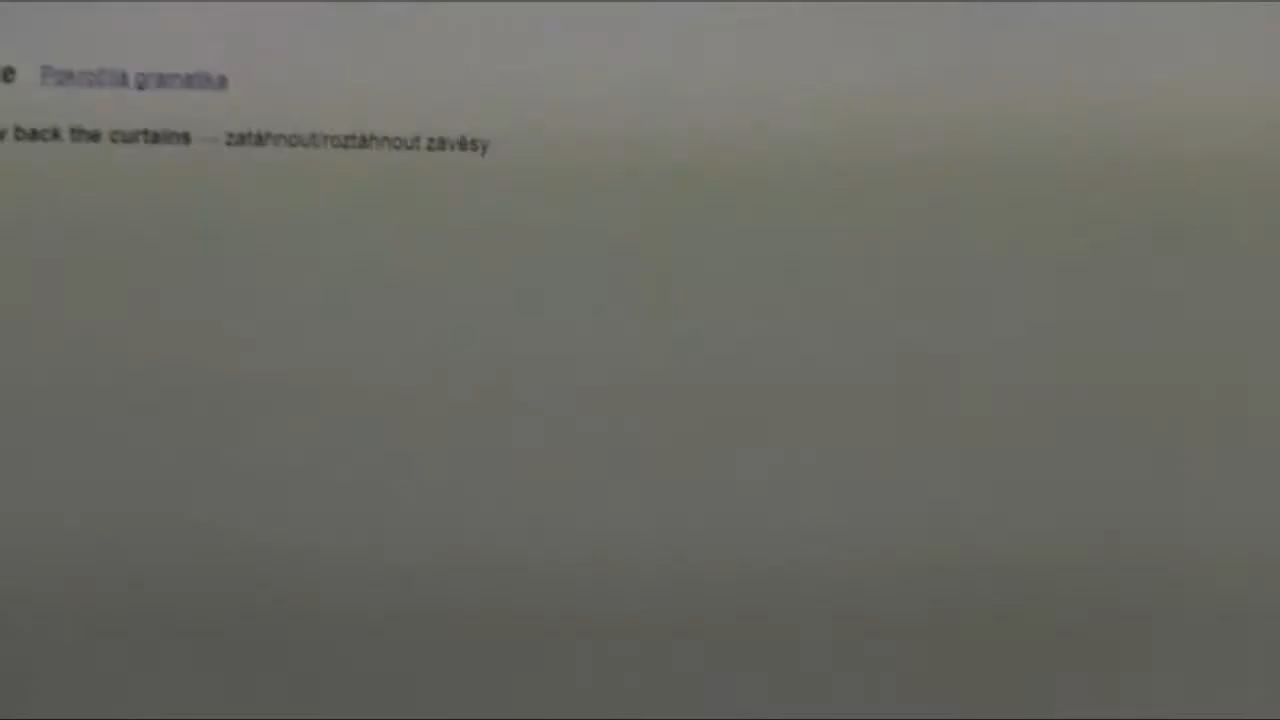 e Pokročilá gramatika
back the curtains — zatáhnout/roztáhnout závěsy